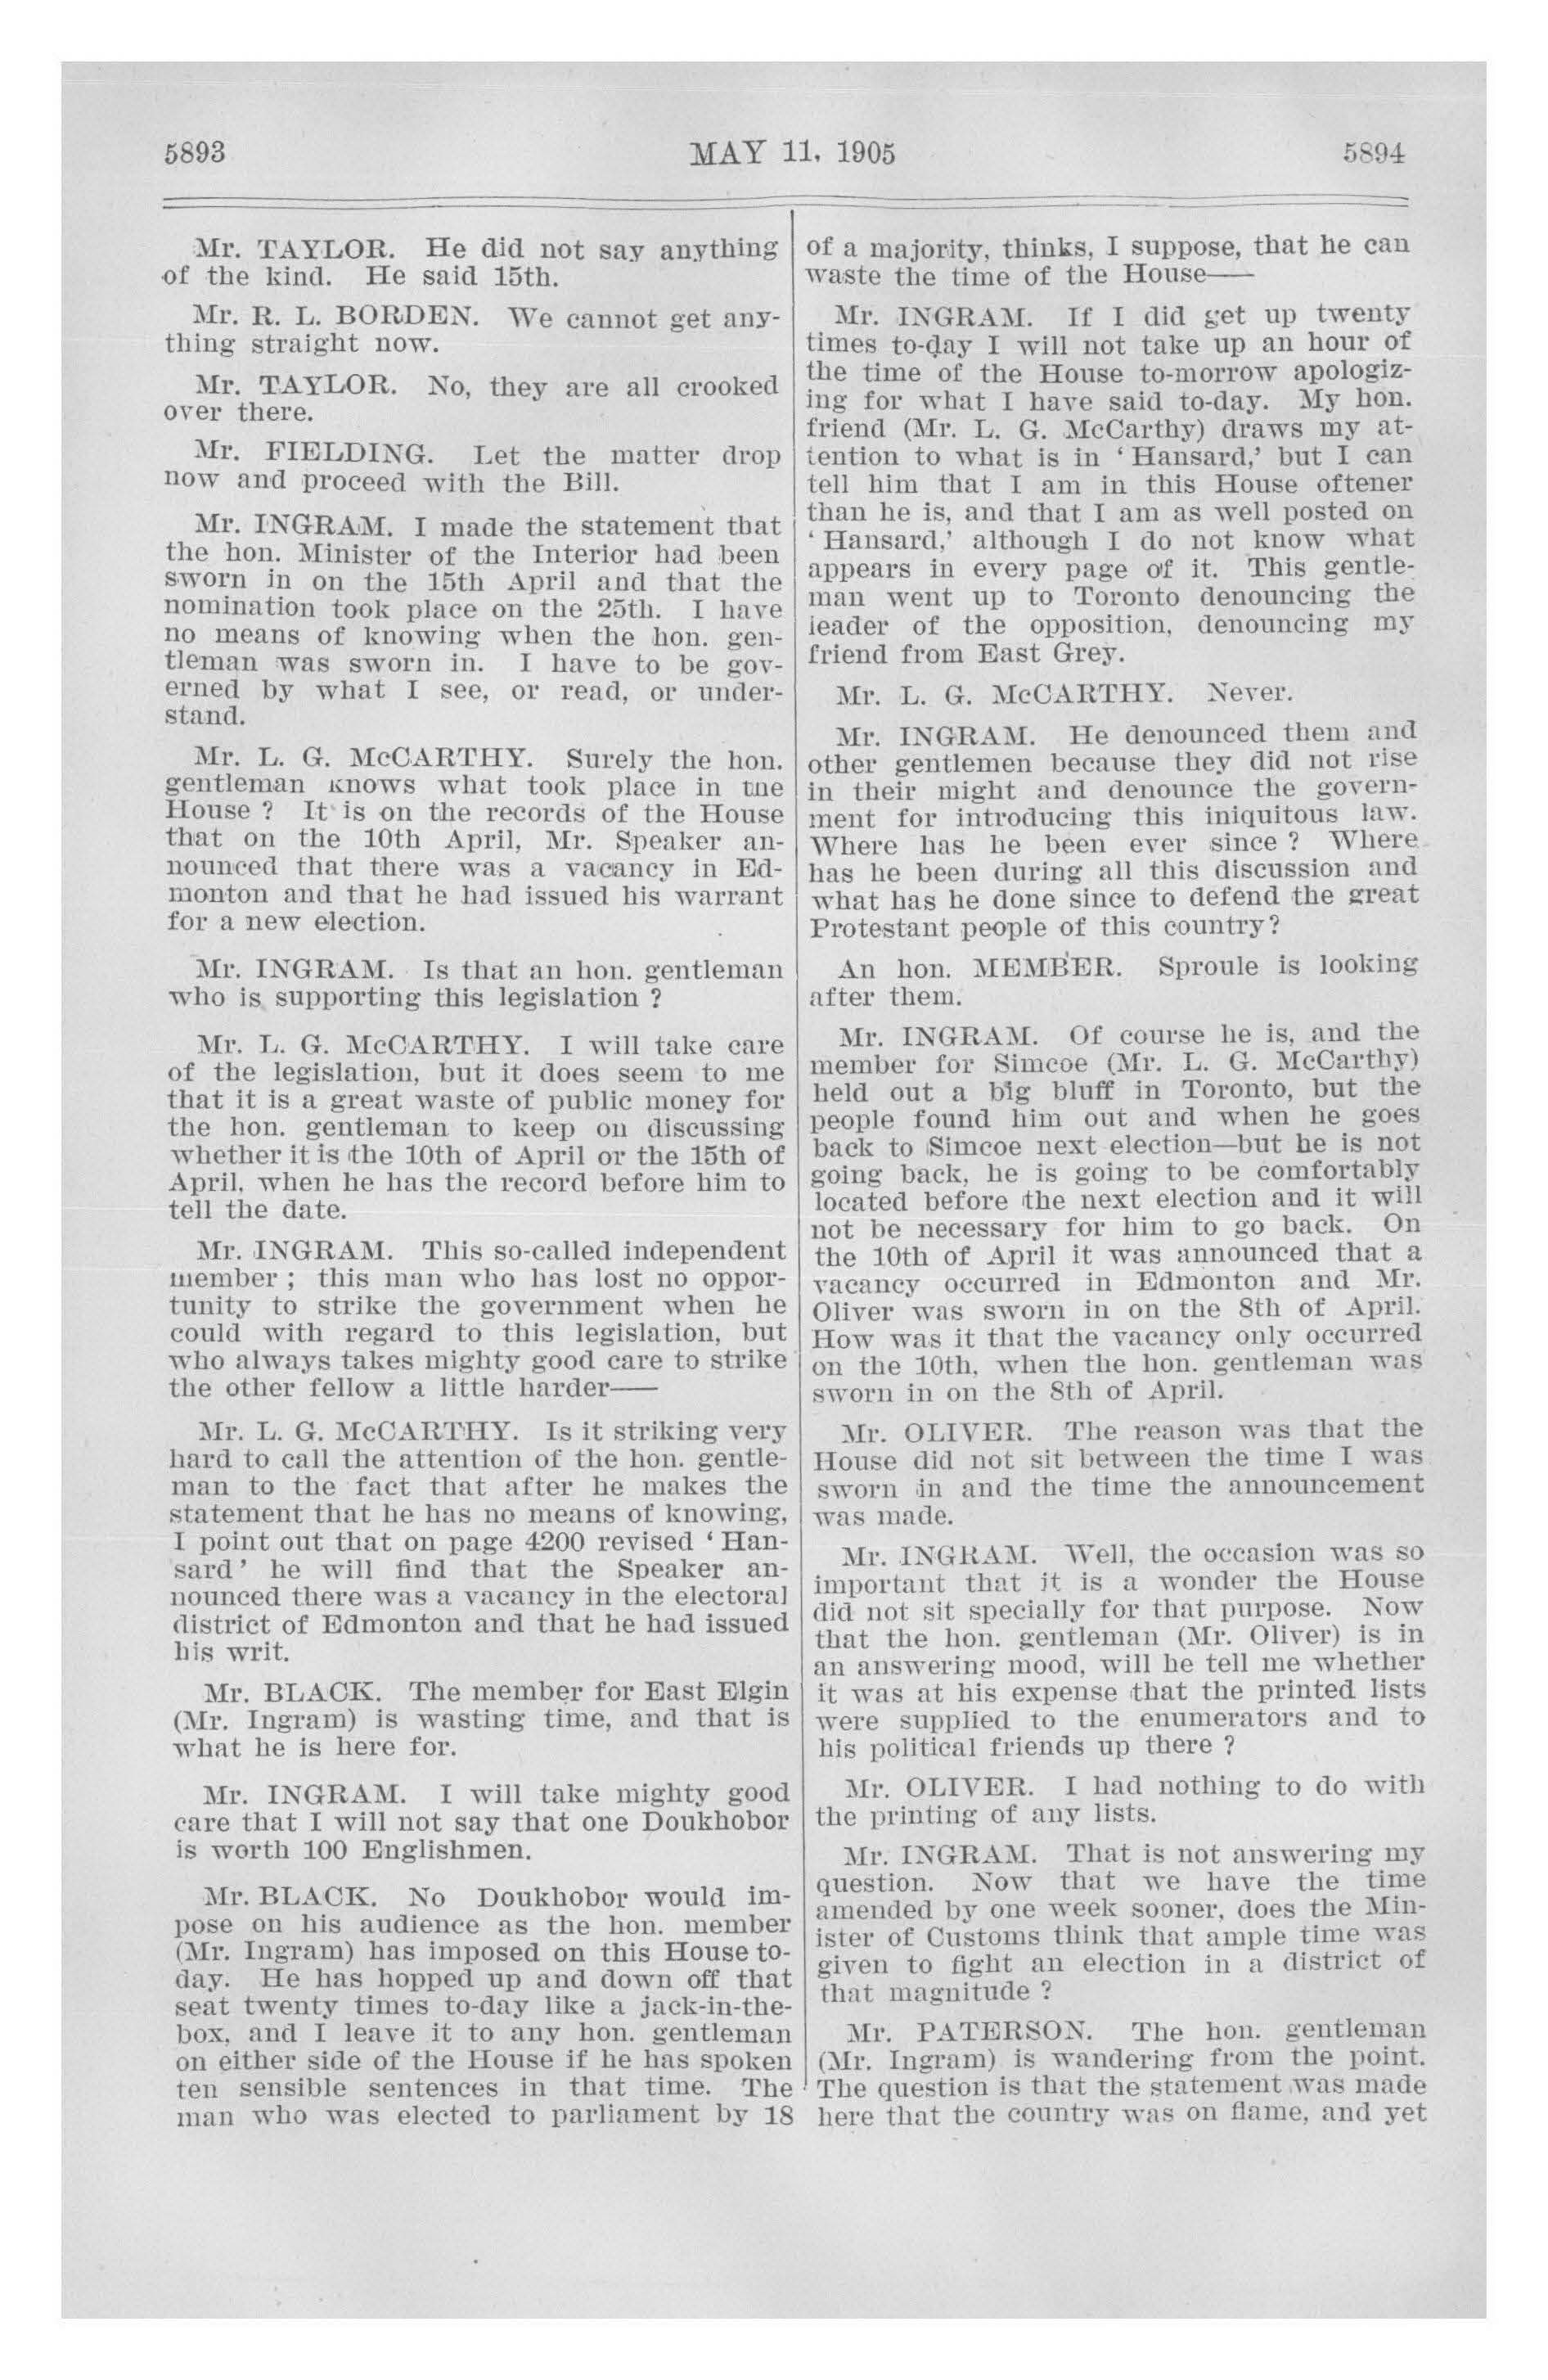 5893
MAY 11, 1905
5894
Mr. TAYLOR. He did not say anything
of the kind. He said 15th.
Mr. R. L. BORDEN. We cannot get any-
thing straight now.
Mr. TAYLOR. No, they are all crooked
over there.
Mr. FIELDING. Let the matter drop
now and proceed with the Bill.
Mr. INGRAM. I made the statement that
the hon. Minister of the Interior had been
sworn in on the 15th April and that the
nomination took place on the 25th. I have
no means of knowing when the hon. gen-
tleman was sworn in. I have to be gov-
erned by what I see, or read, or under-
stand.
Mr. L. G. McCARTHY. Surely the hon.
gentleman knows what took place in the
House ? It is on the records of the House
that on the 10th April, Mr. Speaker an-
nounced that there was a vacancy in Ed-
monton and that he had issued his warrant
for a new election.
Mr. INGRAM. Is that an hon. gentleman
who is supporting this legislation ?
Mr. L. G. McCARTHY. I will take care
of the legislation, but it does seem to me
that it is a great waste of public money for
the hon. gentleman to keep on discussing
whether it is the 10th of April or the 15th of
April, when he has the record before him to
tell the date.
Mr. INGRAM. This so-called independent
member ; this man who has lost no oppor-
tunity to strike the government when he
could with regard to this legislation, but
who always takes mighty good care to strike
the other fellow a little harder——
Mr. L. G. McCARTHY. Is it striking very
hard to call the attention of the hon. gentle-
man to the fact that after he makes the
statement that he has no means of knowing,
I point out that on page 4200 revised ‘ Han-
sard ’ he will find that the Speaker an-
nounced there was a vacancy in the electoral
district of Edmonton and that he had issued
his writ.
Mr. BLACK. The member for East Elgin
(Mr. Ingram) is wasting time, and that is
what he is here for.
Mr. INGRAM. I will take mighty good
care that I will not say that one Doukhobor
is worth 100 Englishmen.
Mr. BLACK. No Doukhobor would im-
pose on his audience as the hon. member
(Mr. Ingram) has imposed on this House to-
day. He has hopped up and down off that
seat twenty times to-day like a jack-in-the-
box, and I leave it to any hon. gentleman
on either side of the House if he has spoken
ten sensible sentences in that time. The
man who was elected to parliament by 18
of a majority, thinks, I suppose, that he can
waste the time of the House——
Mr. INGRAM. If I did get up twenty
times to-day I will not take up an hour of
the time of the House to-morrow apologiz-
ing for what I have said to-day. My hon.
friend (Mr. L. G. McCarthy) draws my at-
tention to what is in ‘ Hansard,’ but I can
tell him that I am in this House oftener
than he is, and that I am as well posted on
‘ Hansard,’ although I do not know what
appears in every page of it. This gentle-
man went up to Toronto denouncing the
leader of the opposition, denouncing my
friend from East Grey.
Mr. L. G. McCARTHY. Never.
Mr. INGRAM. He denounced them and
other gentlemen because they did not rise
in their might and denounce the govern-
ment for introducing this iniquitous law.
Where has he been ever since ? Where
has he been during all this discussion and
what has he done since to defend the great
Protestant people of this country?
An hon. MEMBER. Sproule is looking
after them.
Mr. INGRAM. Of course he is, and the
member for Simcoe (Mr. L. G. McCarthy)
held out a big bluff in Toronto, but the
people found him out and when he goes
back to Simcoe next election—but he is not
going back, he is going to be comfortably
located before the next election and it will
not be necessary for him to go back. On
the 10th of April it was announced that a
vacancy occurred in Edmonton and Mr.
Oliver was sworn in on the 8th of April.
How was it that the vacancy only occurred
on the 10th, when the hon. gentleman was
sworn in on the 8th of April.
Mr. OLIVER. The reason was that the
House did not sit between the time I was
sworn in and the time the announcement
was made.
Mr. INGRAM. Well, the occasion was so
important that it is a wonder the House
did not sit specially for that purpose. Now
that the hon. gentleman (Mr. Oliver) is in
an answering mood, will he tell me whether
it was at his expense that the printed lists
were supplied to the enumerators and to
his political friends up there ?
Mr. OLIVER. I had nothing to do with
the printing of any lists.
Mr. INGRAM. That is not answering my
question. Now that we have the time
amended by one week sooner, does the Min-
ister of Customs think that ample time was
given to fight an election in a district of
that magnitude ?
Mr. PATERSON. The hon. gentleman
(Mr. Ingram) is wandering from the point.
The question is that the statement was made
here that the country was on flame, and yet